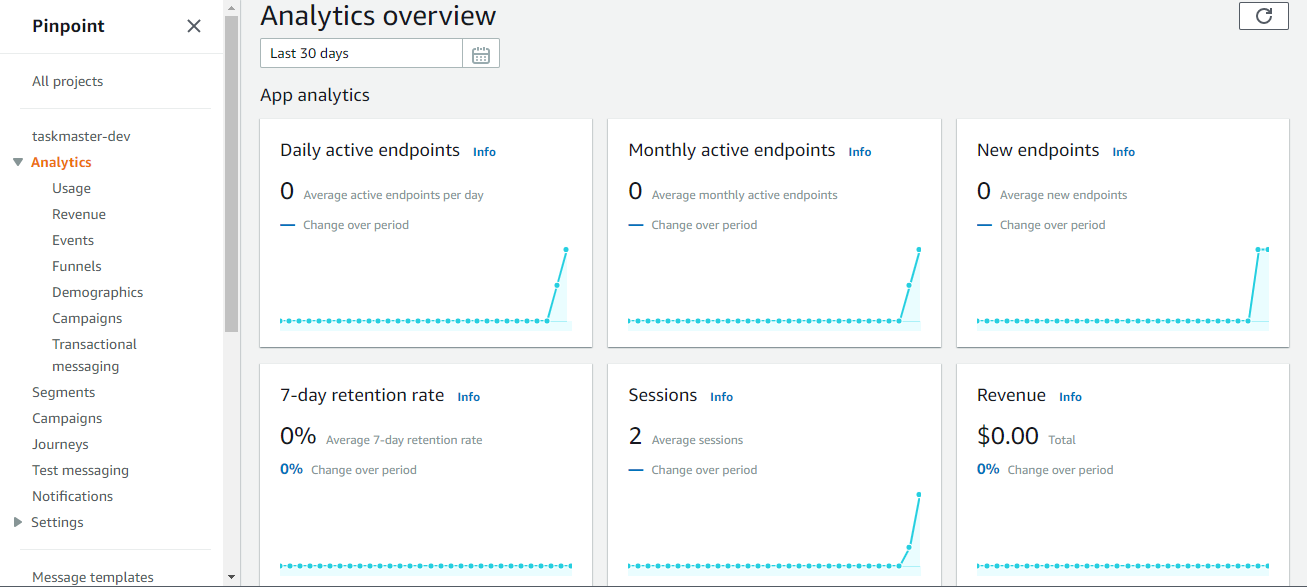 Pinpoint
All projects
taskmaster-dev
Analytics
Usage
Revenue
Events
Funnels
Demographics
Campaigns
Transactional
messaging
Segments
Campaigns
Journeys
Test messaging
Notifications
Settings
Message templates
Analytics overview
Last 30 days
App analytics
Daily active endpoints Info
0 Average active endpoints per day
— Change over period
Monthly active endpoints Info
0 Average monthly active endpoints
— Change over period
New endpoints Info
0 Average new endpoints
— Change over period
7-day retention rate Info
0% Average 7-day retention rate
0% Change over period
Sessions Info
2 Average sessions
— Change over period
Revenue Info
$0.00 Total
0% Change over period